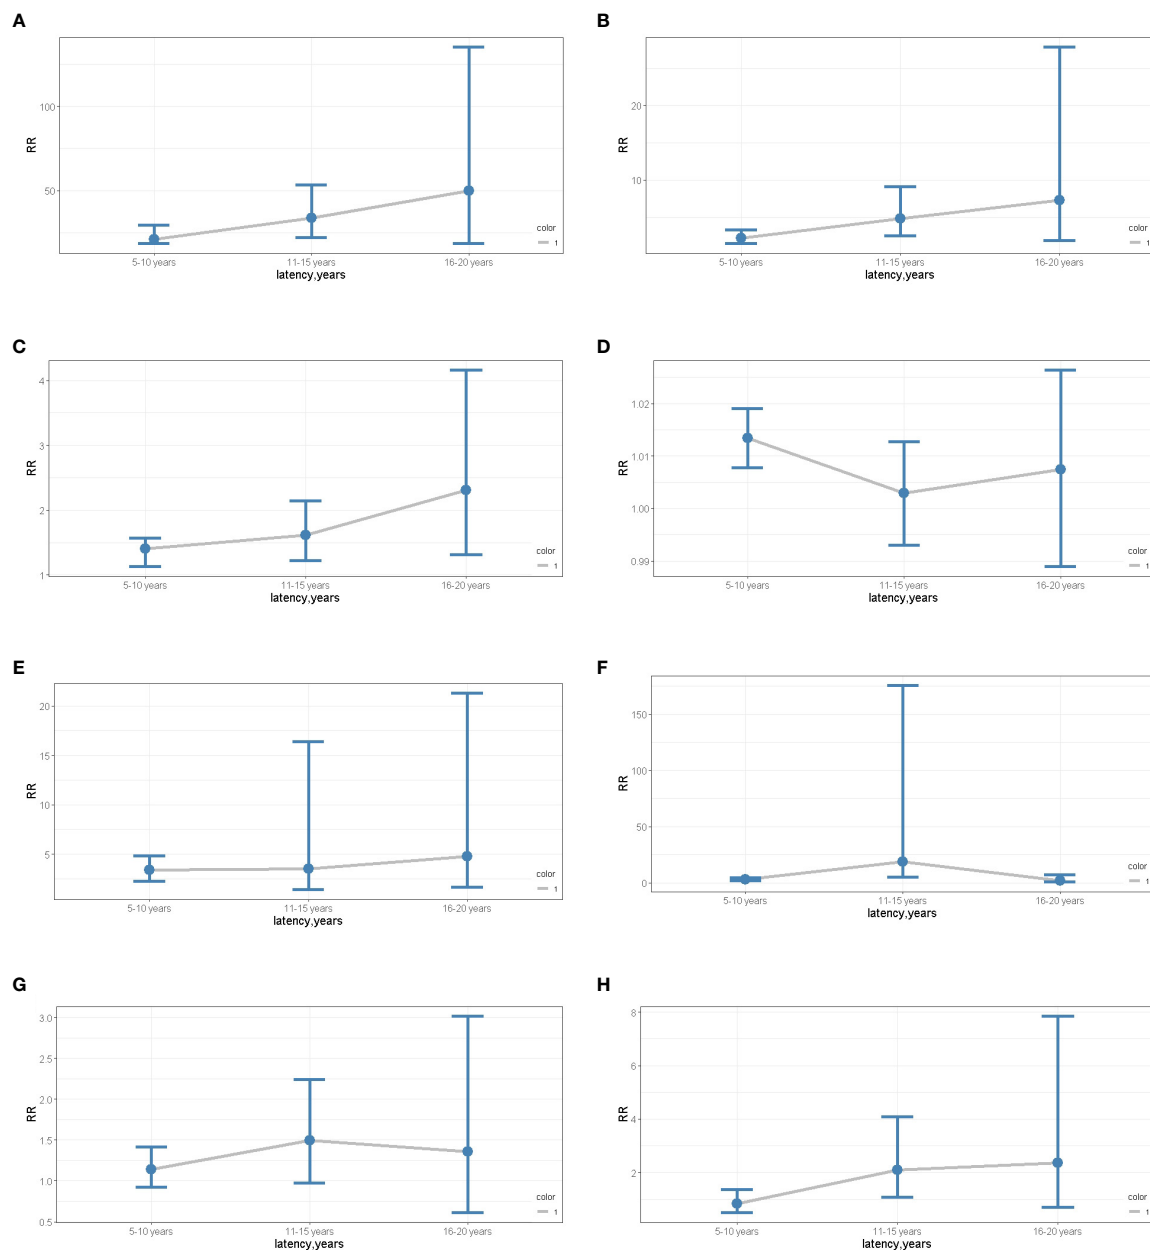 A
RR
100
50
color
1
5-10 years
11-15 years
16-20 years
latency,years
B
RR
20
10
color
1
5-10 years
11-15 years
16-20 years
latency,years
C
RR
4
3
2
1
color
1
5-10 years
11-15 years
16-20 years
latency,years
D
RR
1.02
1.01
1.00
0.99
color
1
5-10 years
11-15 years
16-20 years
latency,years
E
RR
20
15
10
5
color
1
5-10 years
11-15 years
16-20 years
latency,years
F
RR
150
100
50
0
color
1
5-10 years
11-15 years
16-20 years
latency,years
G
RR
3.0
2.5
2.0
1.5
1.0
0.5
color
1
5-10 years
11-15 years
16-20 years
latency,years
H
RR
8
6
4
2
color
1
5-10 years
11-15 years
16-20 years
latency,years